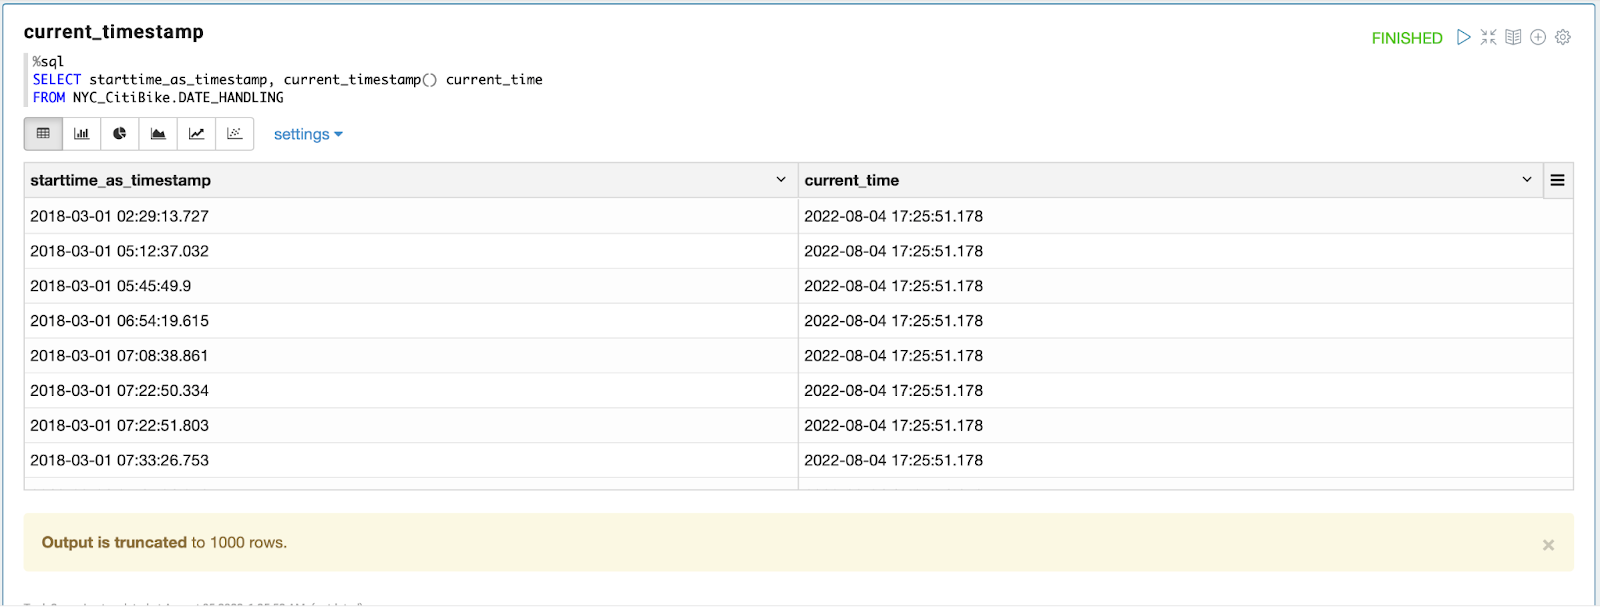 current_timestamp
FINISHED
%sql
SELECT starttime_as_timestamp, current_timestamp() current_time
FROM NYC_CitiBike.DATE_HANDLING
settings
starttime_as_timestamp current_time
2018-03-01 02:29:13.727 2022-08-04 17:25:51.178
2018-03-01 05:12:37.032 2022-08-04 17:25:51.178
2018-03-01 05:45:49.9 2022-08-04 17:25:51.178
2018-03-01 06:54:19.615 2022-08-04 17:25:51.178
2018-03-01 07:08:38.861 2022-08-04 17:25:51.178
2018-03-01 07:22:50.334 2022-08-04 17:25:51.178
2018-03-01 07:22:51.803 2022-08-04 17:25:51.178
2018-03-01 07:33:26.753 2022-08-04 17:25:51.178
Output is truncated to 1000 rows.